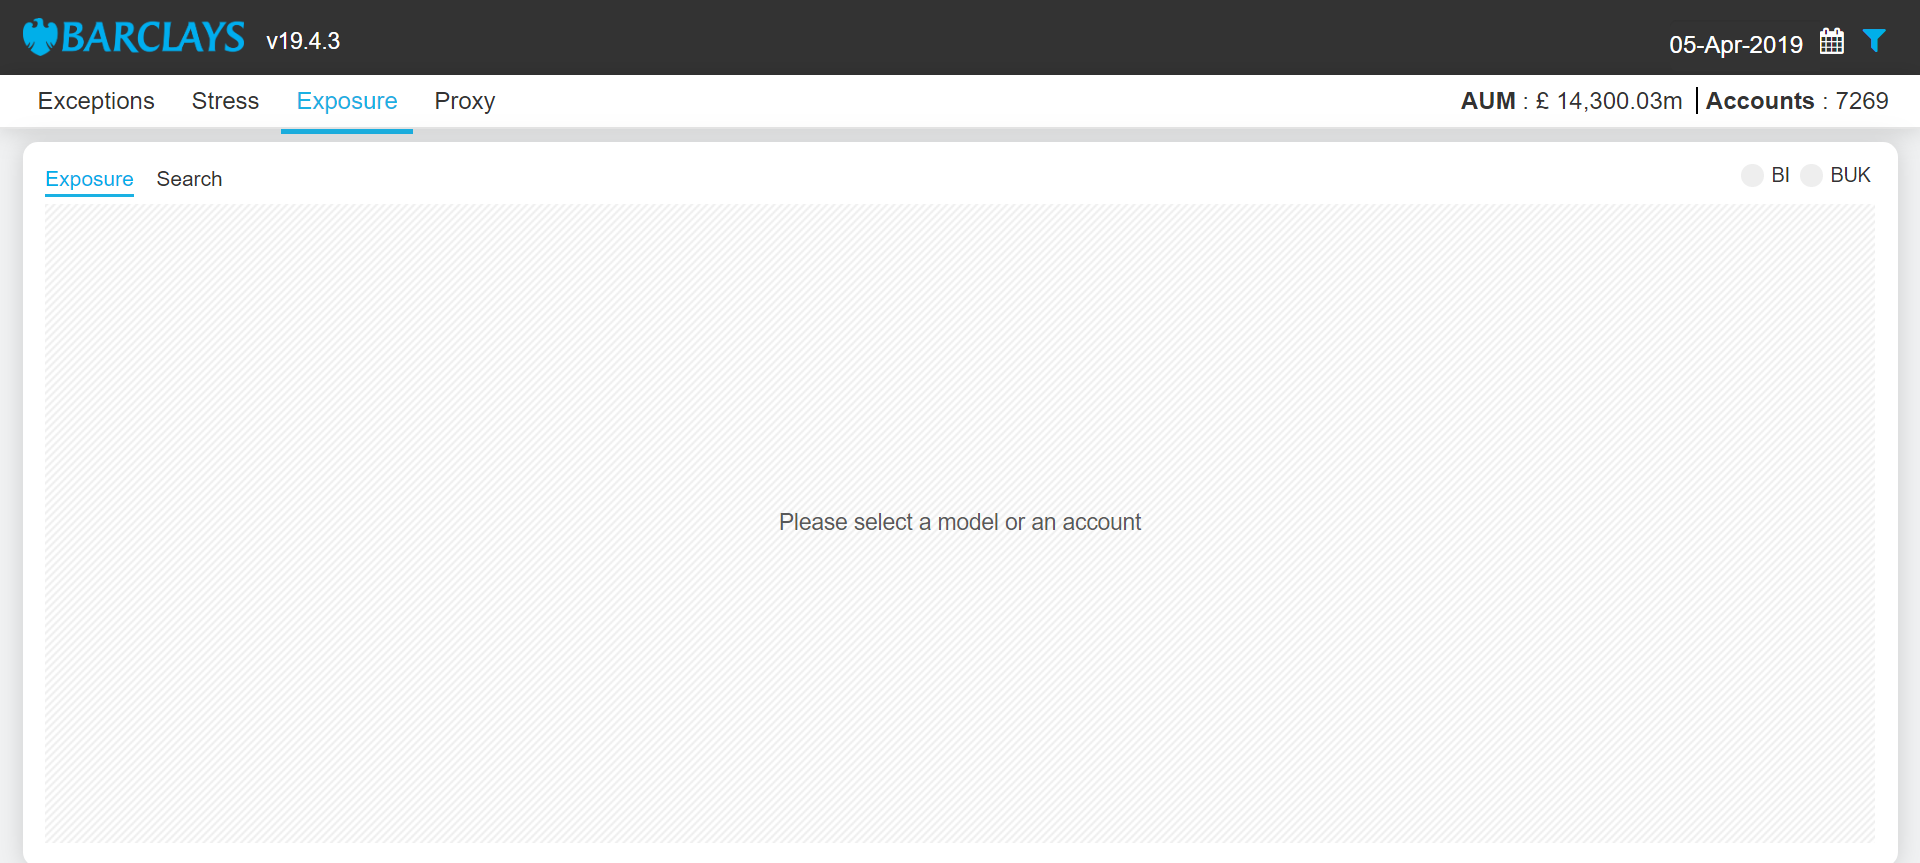 BARCLAYS v19.4.3 05-Apr-2019
Exceptions Stress Exposure Proxy AUM : £ 14,300.03m Accounts : 7269
Exposure Search BI BUK
Please select a model or an account